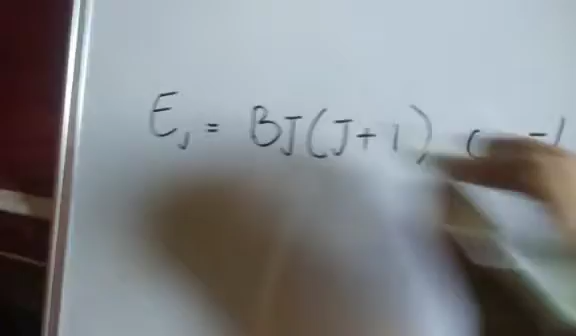 E_J = BJ(J+1)